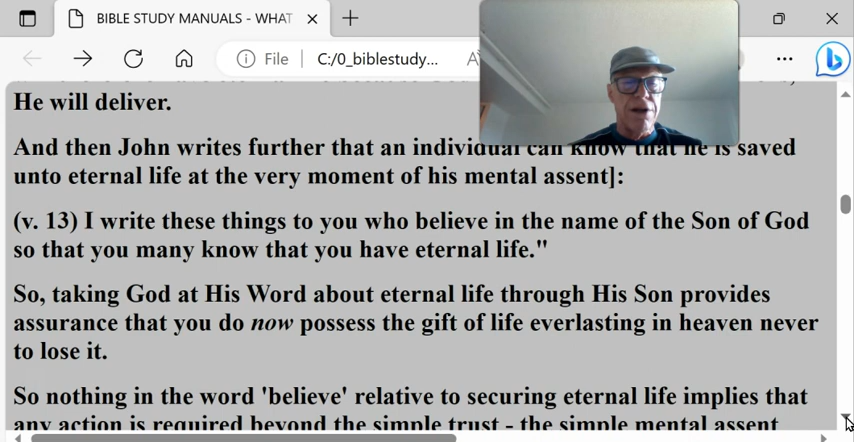 BIBLE STUDY MANUALS - WHAT
File C:/0_biblestudy...
He will deliver.
And then John writes further that an individual can know that he is saved
unto eternal life at the very moment of his mental assent]:
(v. 13) I write these things to you who believe in the name of the Son of God
so that you many know that you have eternal life."
So, taking God at His Word about eternal life through His Son provides
assurance that you do now possess the gift of life everlasting in heaven never
to lose it.
So nothing in the word 'believe' relative to securing eternal life implies that
any action is required beyond the simple trust - the simple mental assent